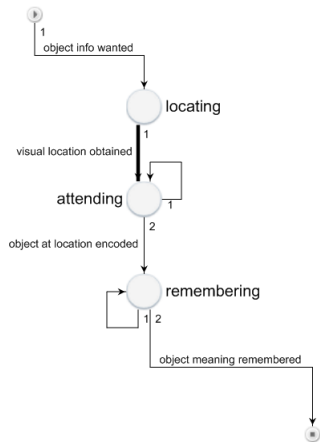 1
object info wanted
locating
1
visual location obtained
attending
1
2
object at location encoded
remembering
1 2
object meaning remembered